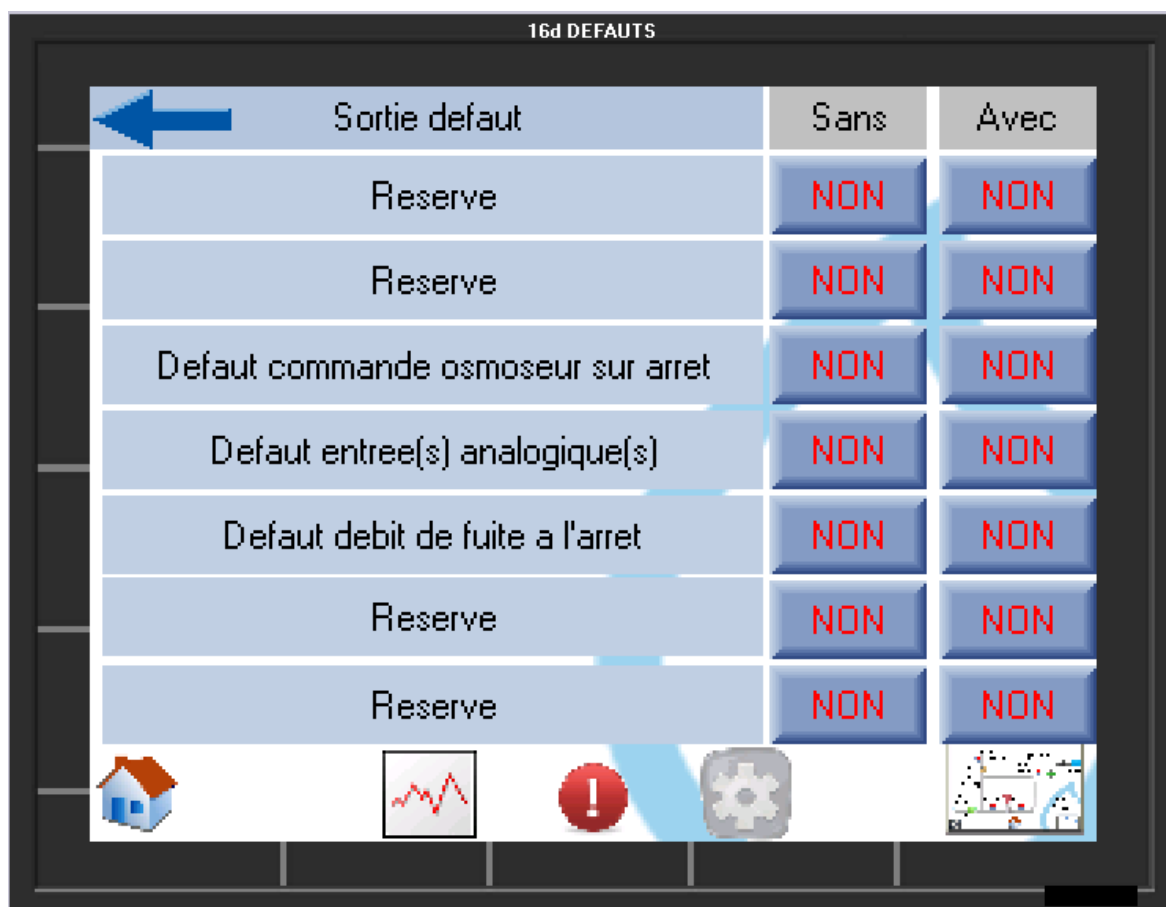 16d DEFAUTS
Sortie defaut Sans Avec
Reserve NON NON
Reserve NON NON
Defaut commande osmoseur sur arret NON NON
Defaut entree(s) analogique(s) NON NON
Defaut debit de fuite a l'arret NON NON
Reserve NON NON
Reserve NON NON